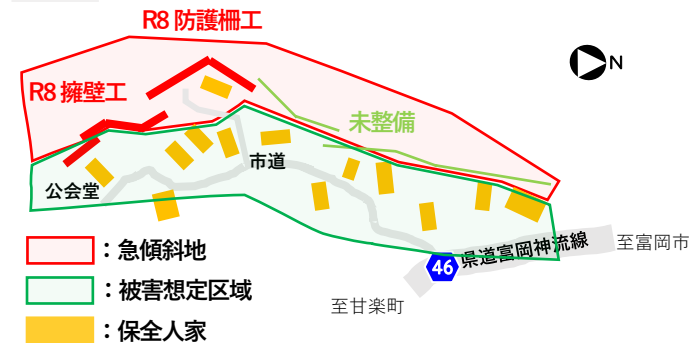 R8 防護柵工
N
R8 擁壁工
未整備
市道
公会堂
：急傾斜地
県道富岡神流線
至富岡市
46
：被害想定区域
至甘楽町
：保全人家